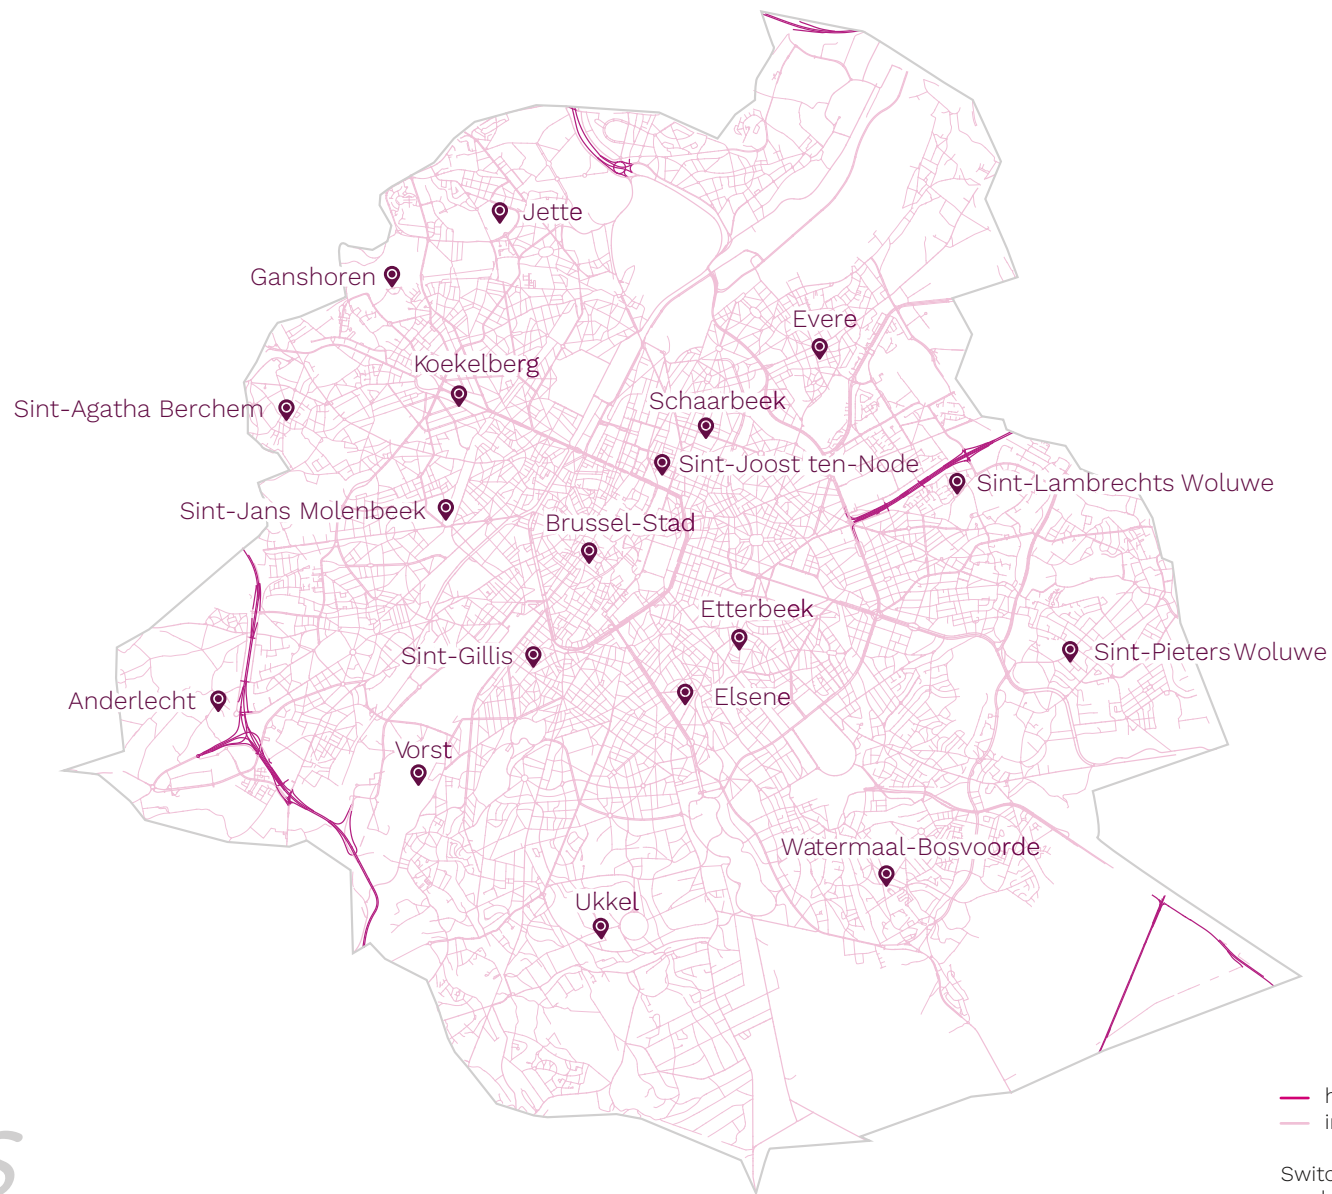 Jette
Ganshoren
Evere
Koekelberg
Schaarbeek
Sint-Agatha Berchem
Sint-Joost ten-Node
Sint-Lambrechts Woluwe
Sint-Jans Molenbeek
Brussel-Stad
Etterbeek
Sint-Gillis
Sint-Pieters Woluwe
Anderlecht
Elsene
Vorst
Watermaal-Bosvoorde
Ukkel